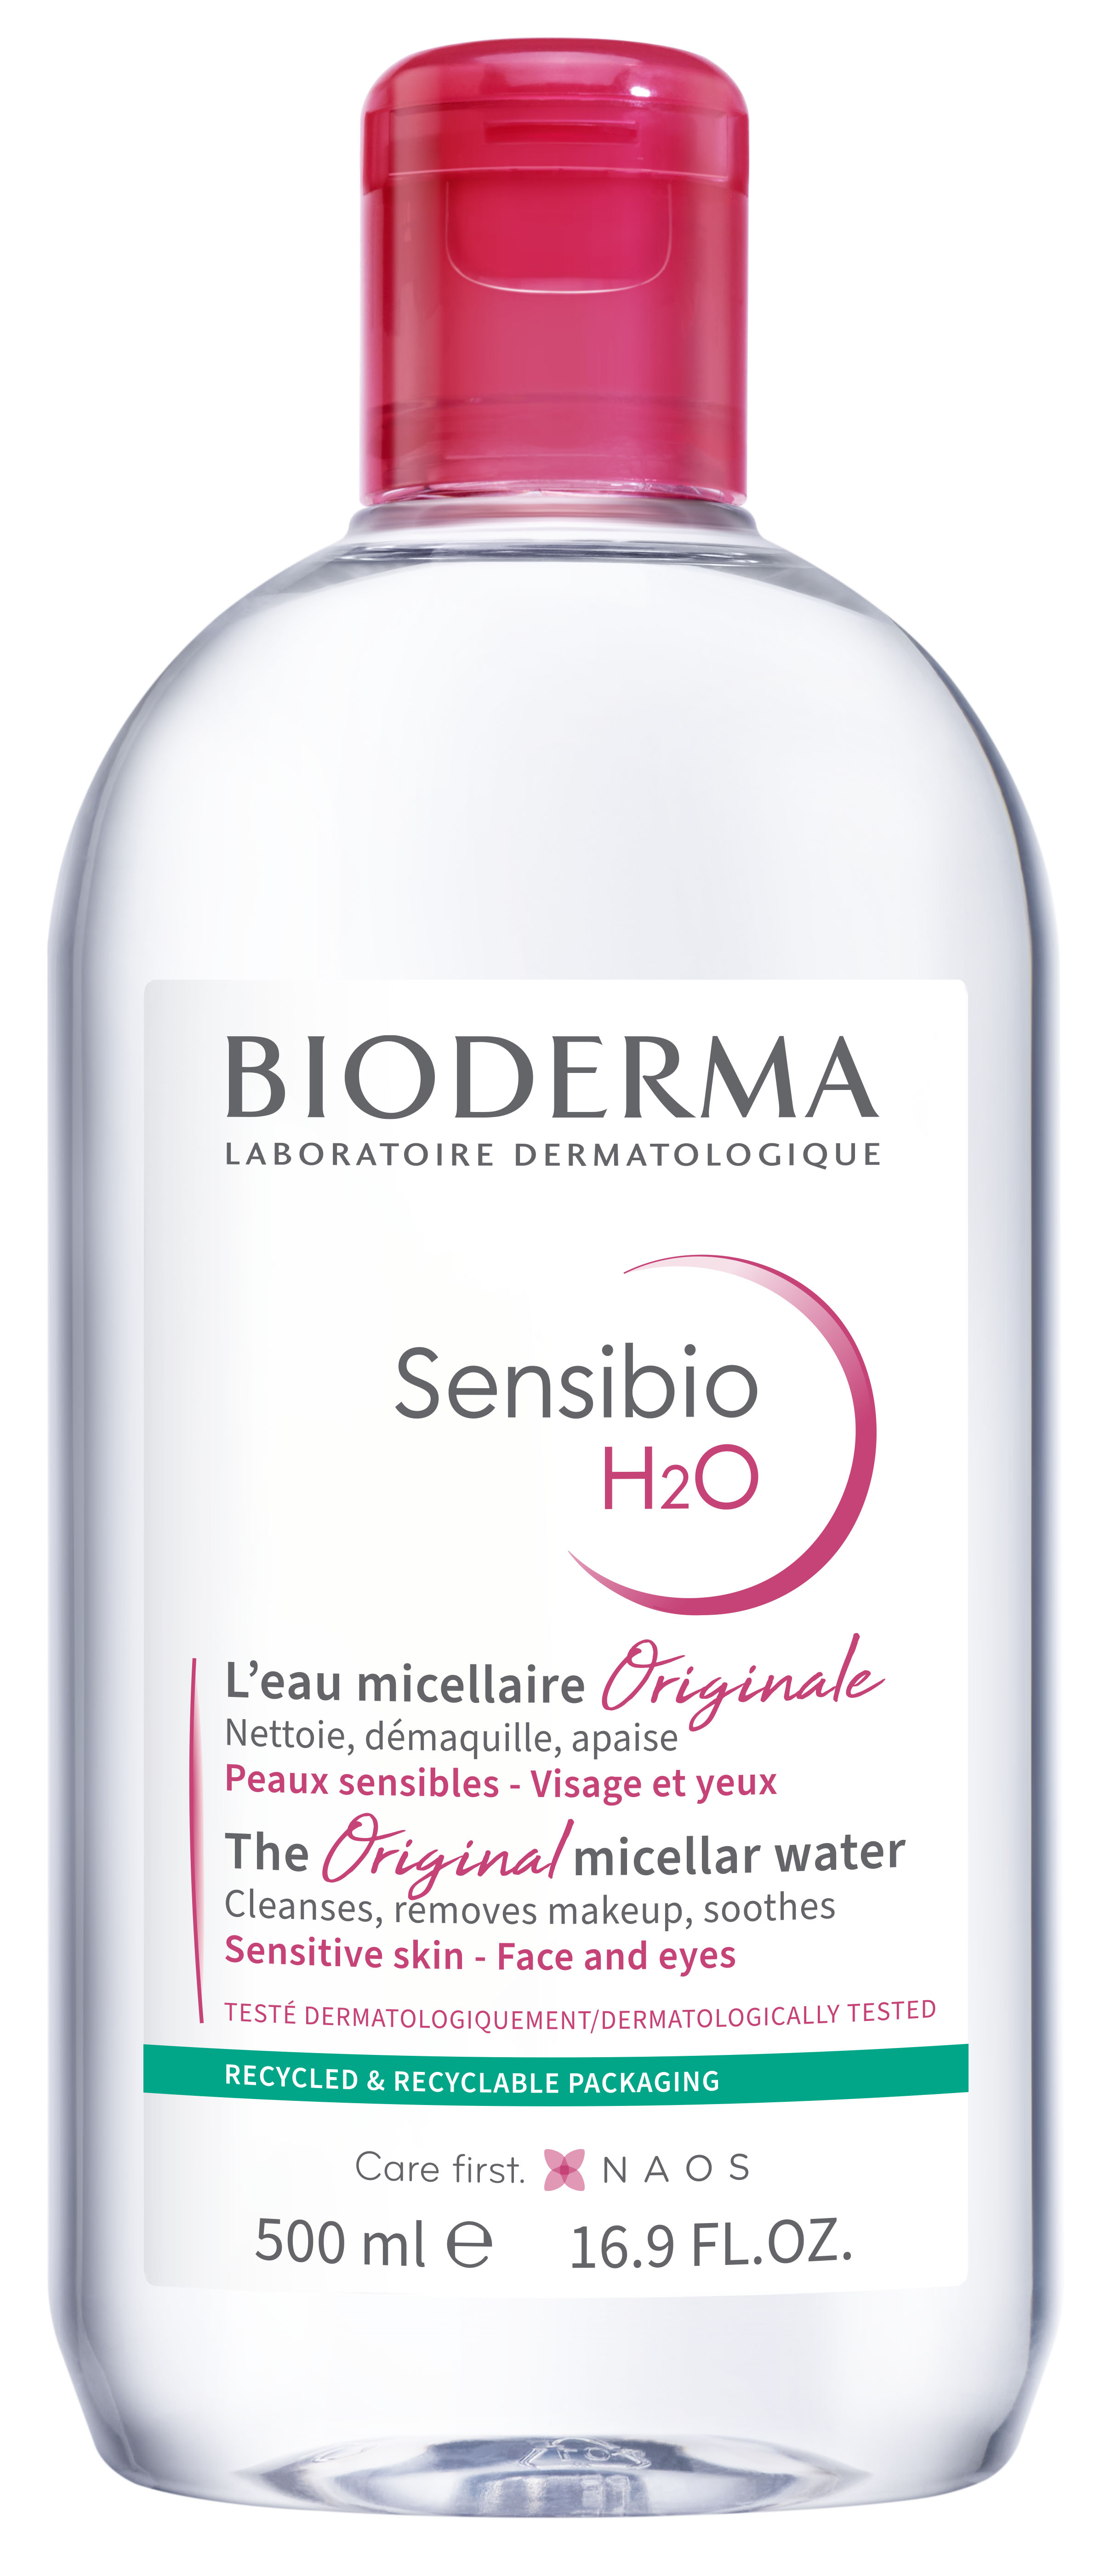 BIODERMA
LABORATOIRE DERMATOLOGIQUE
Sensibio
H2O
L’eau micellaire Originale
Nettoie, démaquille, apaise
Peaux sensibles - Visage et yeux
The Original micellar water
Cleanses, removes makeup, soothes
Sensitive skin - Face and eyes
TESTÉ DERMATOLOGIQUEMENT/DERMATOLOGICALLY TESTED
RECYCLED & RECYCLABLE PACKAGING
Care first. NAOS
500 ml ℮ 16.9 FL.OZ.